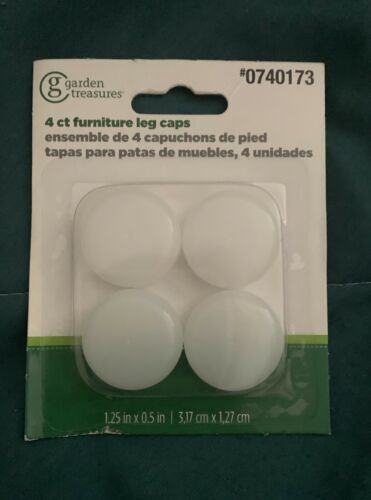 g garden
treasures®
#0740173
4 ct furniture leg caps
ensemble de 4 capuchons de pied
tapas para patas de muebles, 4 unidades
1.25 in x 0.5 in | 3,17 cm x 1,27 cm